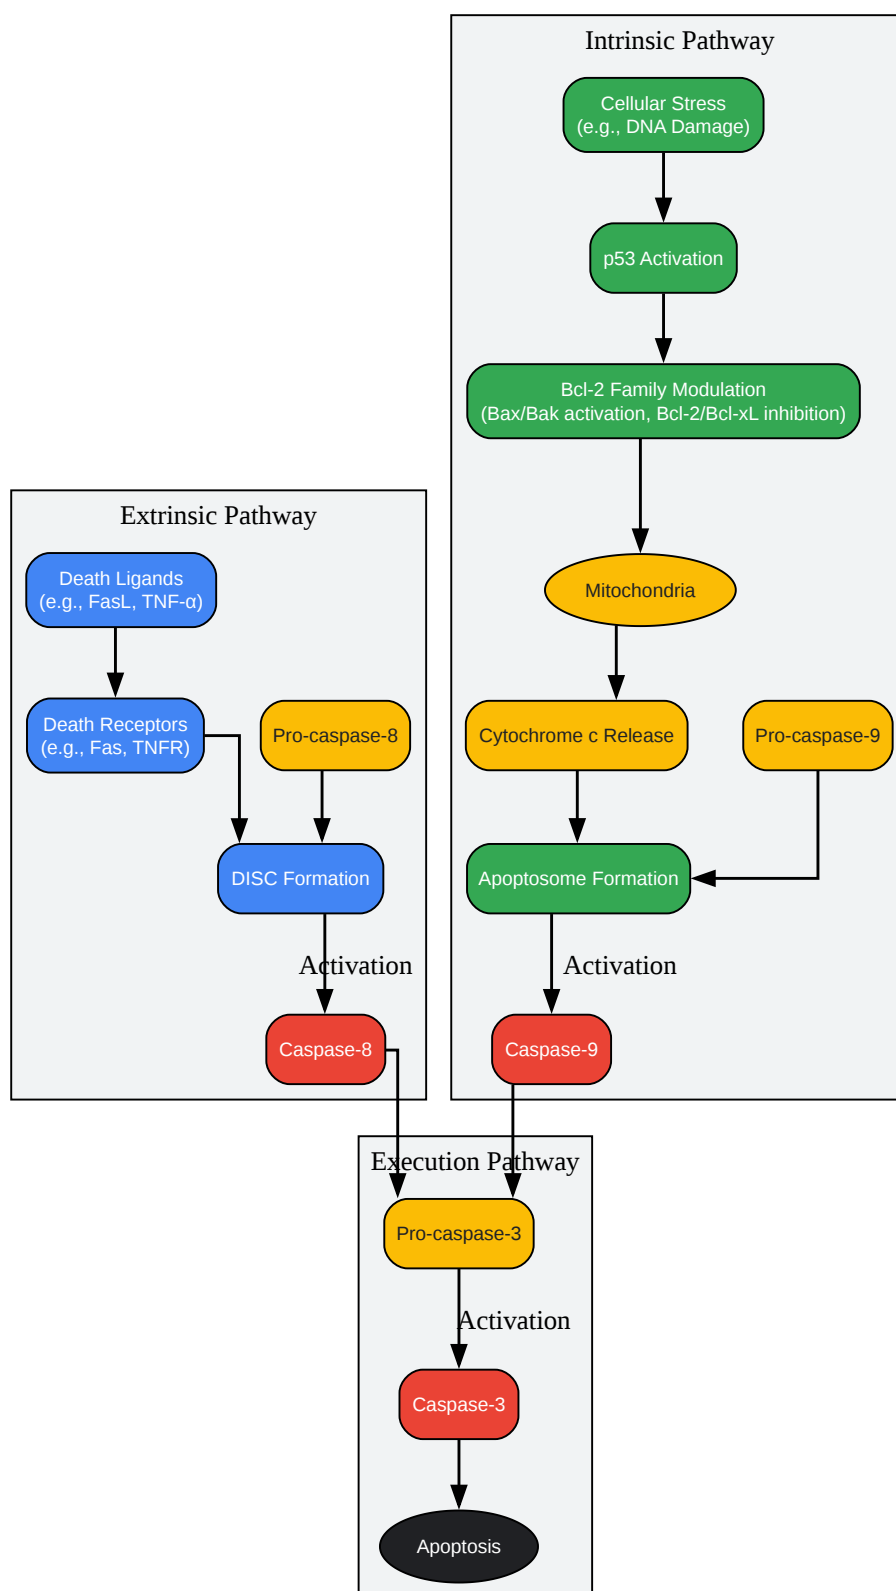 Intrinsic Pathway
Cellular Stress
(e.g., DNA Damage)
p53 Activation
Bcl-2 Family Modulation
(Bax/Bak activation, Bcl-2/Bcl-xL inhibition)
Mitochondria
Cytochrome c Release
Pro-caspase-9
Apoptosome Formation
Activation
Caspase-9
Extrinsic Pathway
Death Ligands
(e.g., FasL, TNF-α)
Death Receptors
(e.g., Fas, TNFR)
Pro-caspase-8
DISC Formation
Activation
Caspase-8
Execution Pathway
Pro-caspase-3
Activation
Caspase-3
Apoptosis